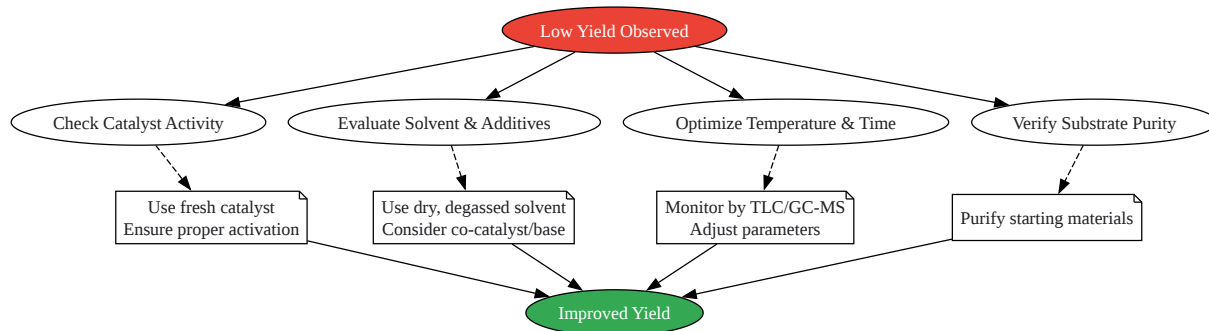 Low Yield Observed
Check Catalyst Activity
Evaluate Solvent & Additives
Optimize Temperature & Time
Verify Substrate Purity
Use fresh catalyst
Ensure proper activation
Use dry, degassed solvent
Consider co-catalyst/base
Monitor by TLC/GC-MS
Adjust parameters
Purify starting materials
Improved Yield